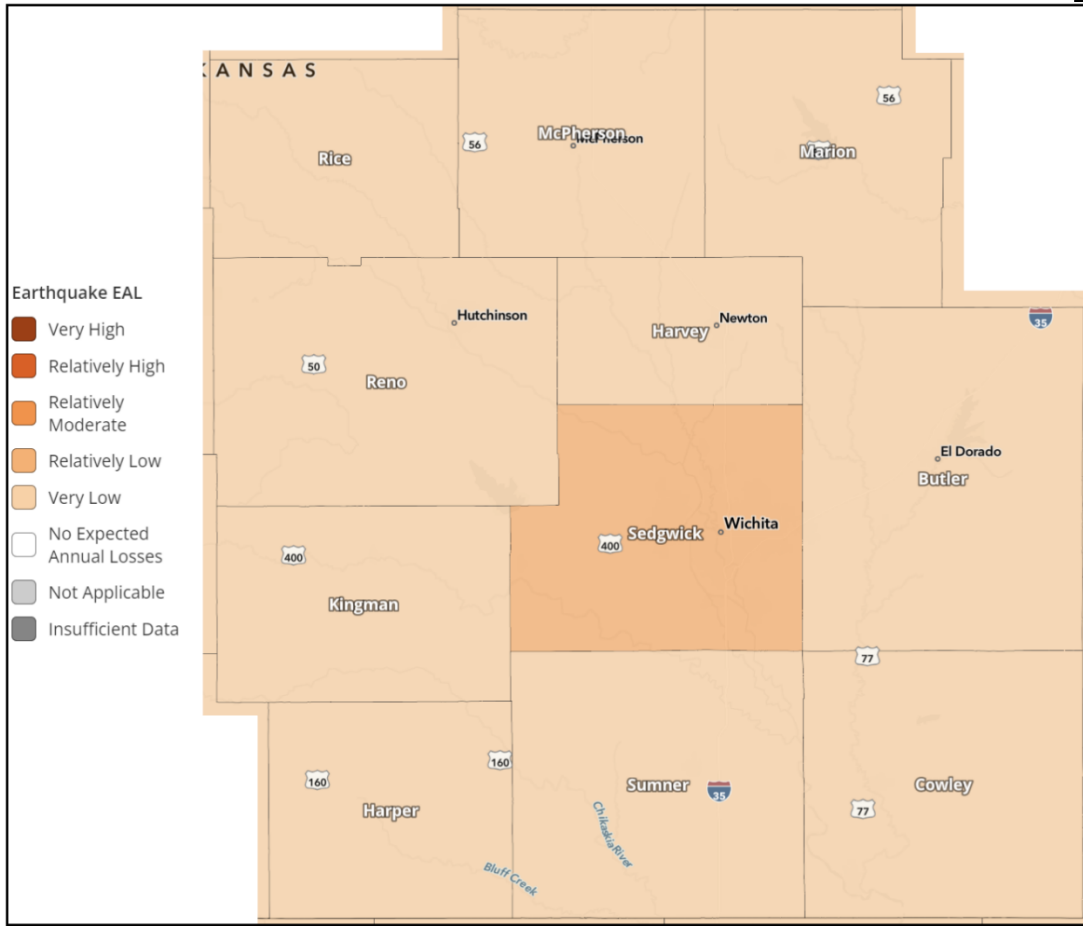 KANSAS
56
McPherson
McPherson
56
Rice
Marion
Earthquake EAL
Very High
Relatively High
Relatively
Moderate
Relatively Low
Very Low
No Expected
Annual Losses
Not Applicable
Insufficient Data
Hutchinson
Newton
Harvey
35
50
Reno
El Dorado
Butler
Wichita
Sedgwick
400
400
Kingman
77
160
160
Sumner
35
Cowley
77
Harper
Chikaskia River
Bluff Creek